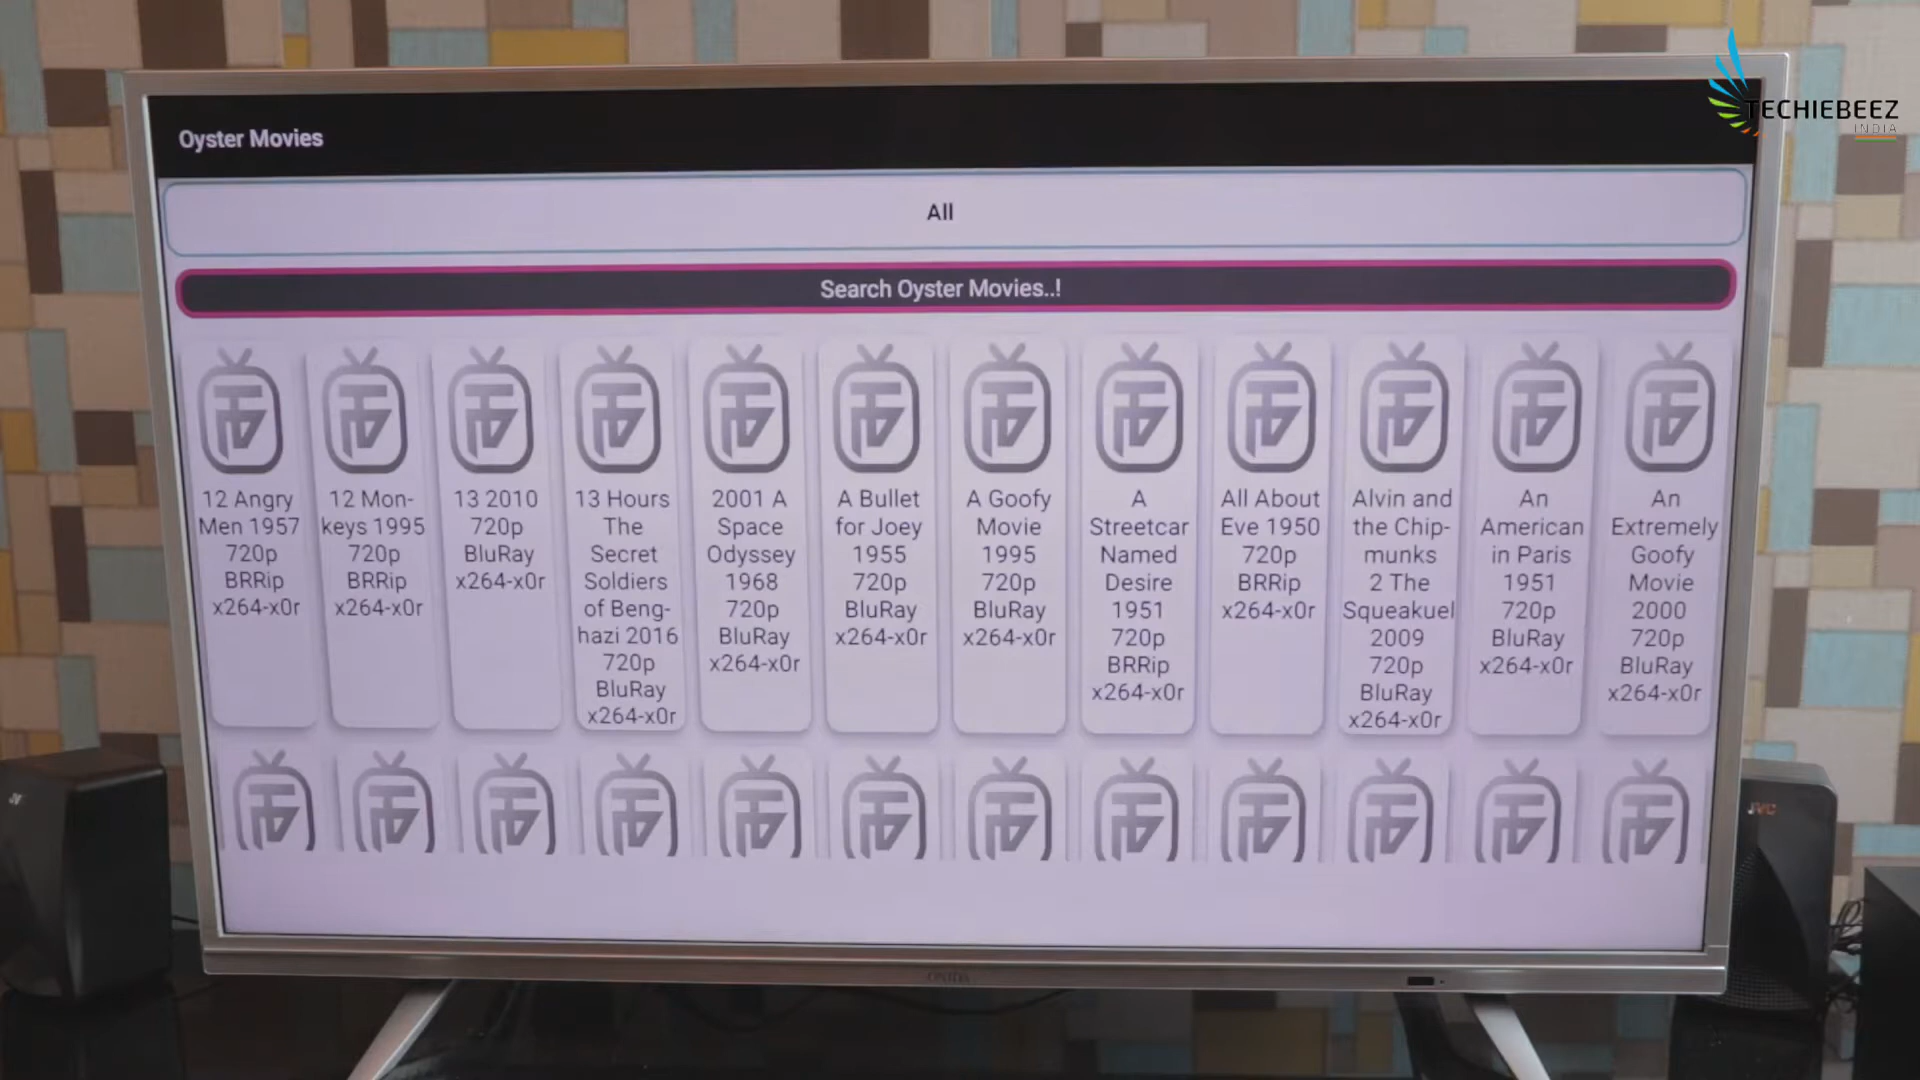 TECHIEBEEZ
INDIA
Oyster Movies
All
Search Oyster Movies..!
12 Angry
Men 1957
720p
BRRip
x264-x0r
12 Mon-
keys 1995
720p
BRRip
x264-x0r
13 2010
720p
BluRay
x264-x0r
13 Hours
The
Secret
Soldiers
of Beng-
hazi 2016
720p
BluRay
x264-x0r
2001 A
Space
Odyssey
1968
720p
BluRay
x264-x0r
A Bullet
for Joey
1955
720p
BluRay
x264-x0r
A Goofy
Movie
1995
720p
BluRay
x264-x0r
A
Streetcar
Named
Desire
1951
720p
BRRip
x264-x0r
All About
Eve 1950
720p
BRRip
x264-x0r
Alvin and
the Chip-
munks
2 The
Squeakuel
2009
720p
BluRay
x264-x0r
An
American
in Paris
1951
720p
BluRay
x264-x0r
An
Extremely
Goofy
Movie
2000
720p
BluRay
x264-x0r
JVC
ONIDA